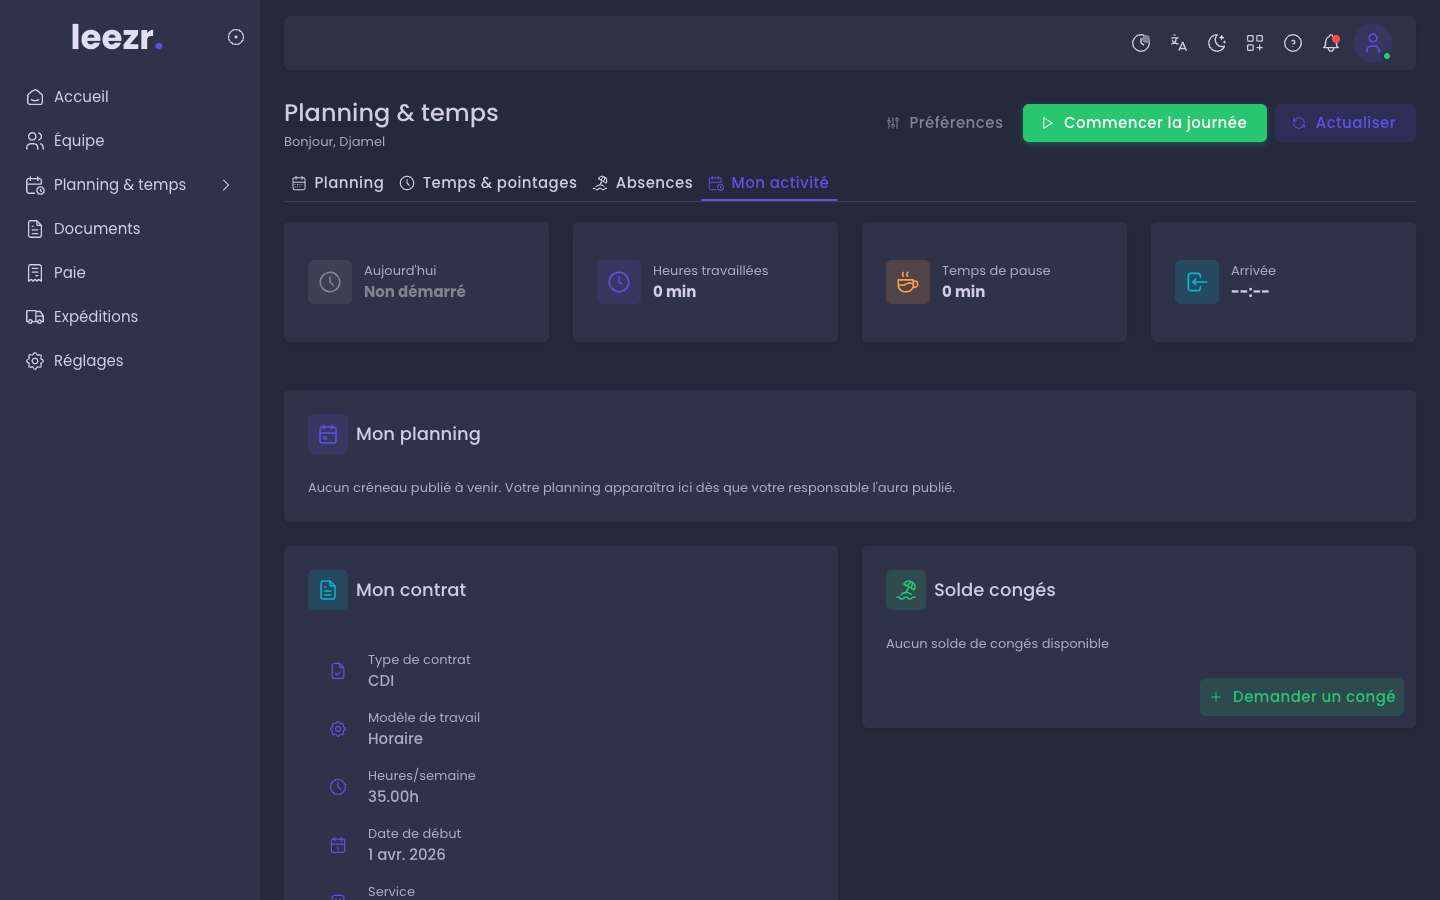 leezr.
Accueil
Équipe
Planning & temps
Documents
Paie
Expéditions
Réglages
Planning & temps
Bonjour, Djamel
Préférences
Commencer la journée
Actualiser
Planning
Temps & pointages
Absences
Mon activité
Aujourd'hui
Non démarré
Heures travaillées
0 min
Temps de pause
0 min
Arrivée
--:--
Mon planning
Aucun créneau publié à venir. Votre planning apparaîtra ici dès que votre responsable l'aura publié.
Mon contrat
Type de contrat
CDI
Modèle de travail
Horaire
Heures/semaine
35.00h
Date de début
1 avr. 2026
Service
Solde congés
Aucun solde de congés disponible
Demander un congé